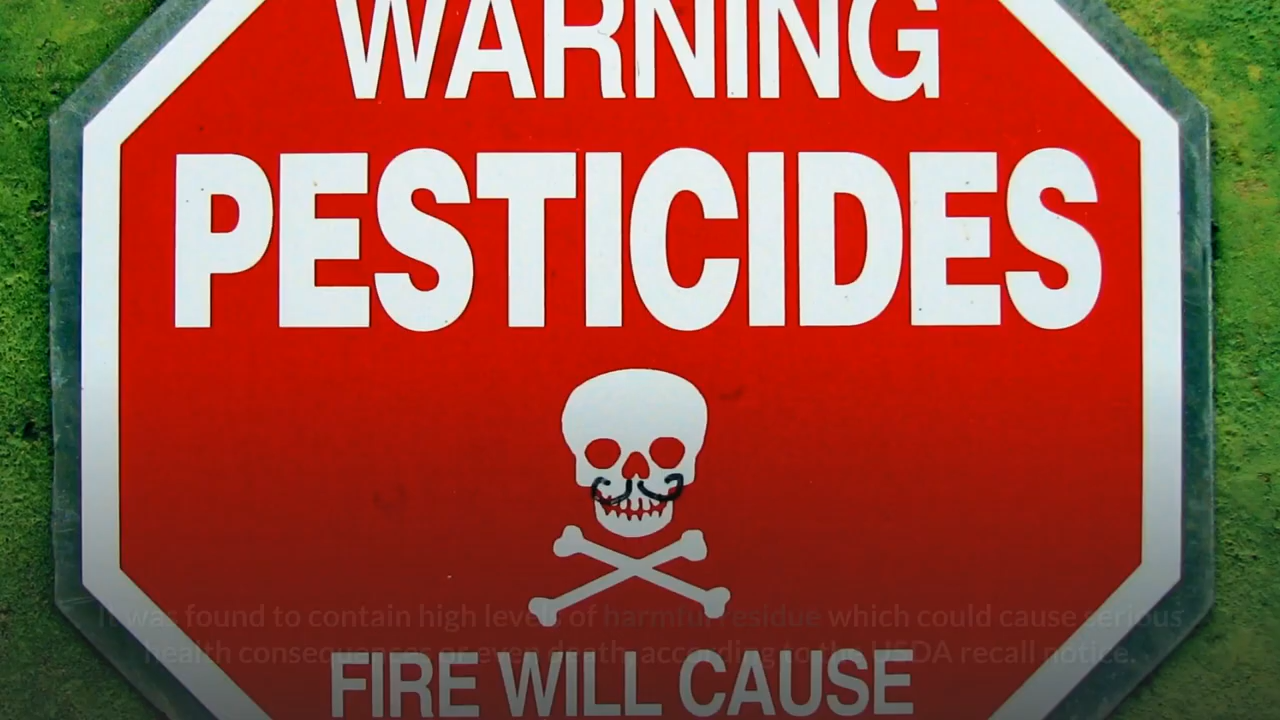 WARNING
PESTICIDES
It was found to contain high levels of harmful residue which could cause serious
health consequences or even death, according to the USDA recall notice.
FIRE WILL CAUSE